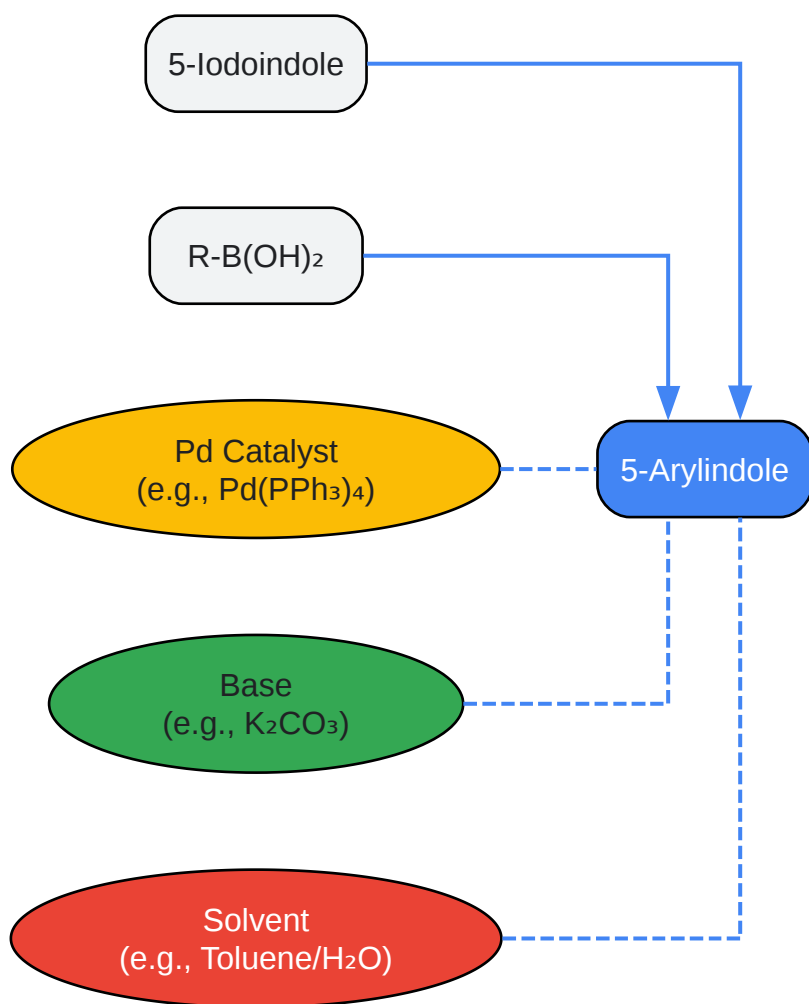 5-Iodoindole
R-B(OH)₂
Pd Catalyst
(e.g., Pd(PPh₃)₄)
5-Arylindole
Base
(e.g., K₂CO₃)
Solvent
(e.g., Toluene/H₂O)